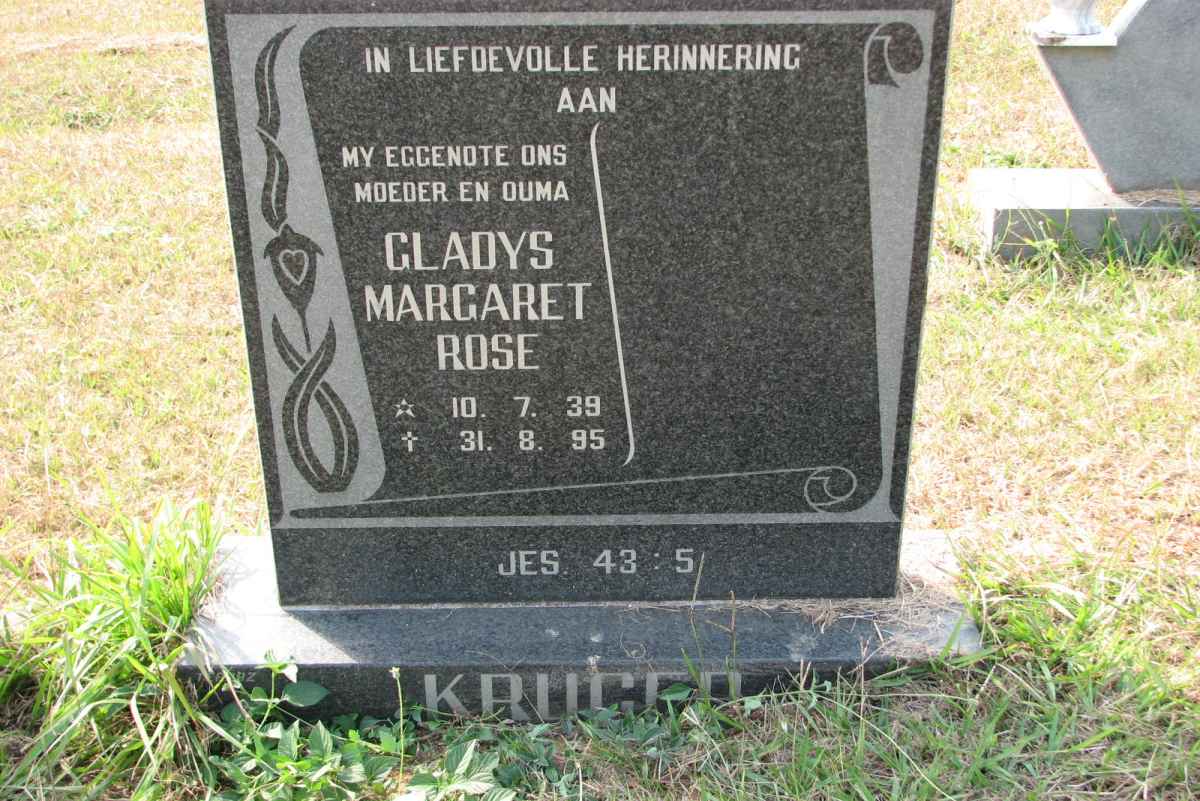 IN LIEFDEVOLLE HERINNERING
AAN
MY EGGENOTE ONS
MOEDER EN OUMA
GLADYS
MARGARET
ROSE
☆ 10. 7. 39
† 31. 8. 95
JES. 43 : 5
KRUGER